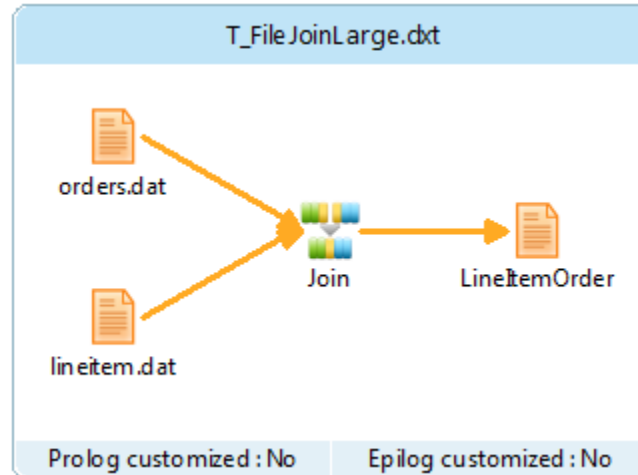 T_FileJoinLarge.dxt
orders.dat
Join
LineItemOrder
lineitem.dat
Prolog customized : No
Epilog customized : No